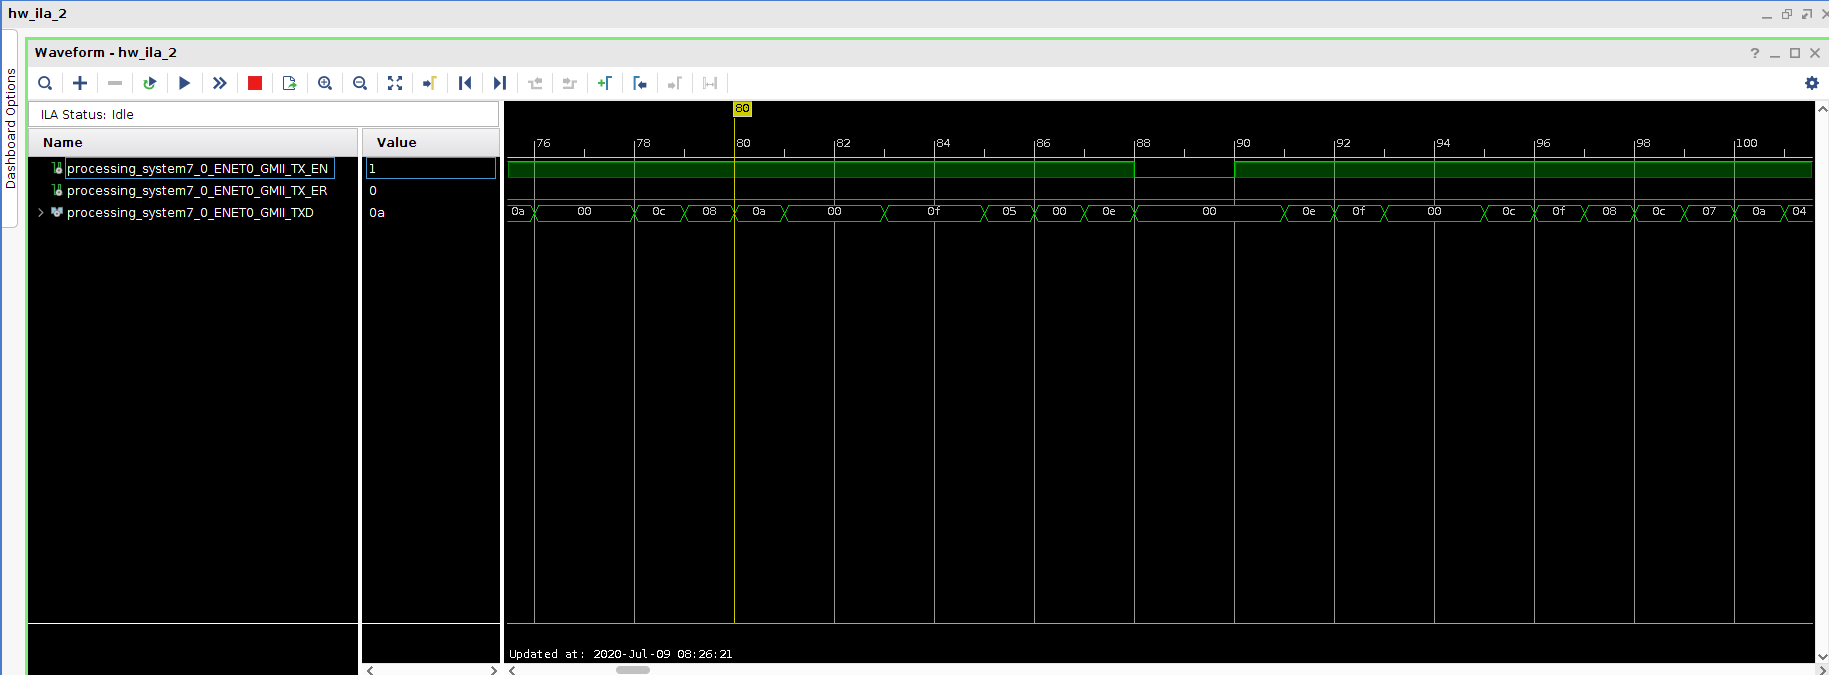 hw_ila_2
Dashboard Options
Waveform - hw_ila_2
?
ILA Status: Idle
Name Value
80
76 78 80 82 84 86 88 90 92 94 96 98 100
processing_system7_0_ENET0_GMII_TX_EN 1
processing_system7_0_ENET0_GMII_TX_ER 0
processing_system7_0_ENET0_GMII_TXD 0a 0a 00 0c 08 0a 00 0f 05 00 0e 00 0e 0f 00 0c 0f 08 0c 07 0a 04
Updated at: 2020-Jul-09 08:26:21